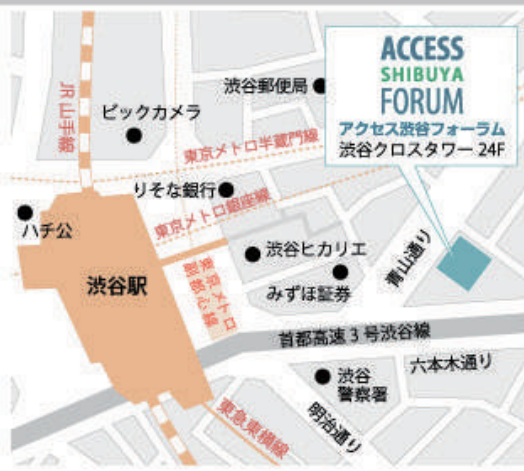 ACCESS
SHIBUYA
FORUM
アクセス渋谷フォーラム
渋谷クロスタワー 24F
渋谷郵便局
JR山手線
ビックカメラ
東京メトロ半蔵門線
りそな銀行
東京メトロ銀座線
ハチ公
渋谷ヒカリエ
青山通り
渋谷駅
東京メトロ
副都心線
みずほ証券
首都高速3号渋谷線
六本木通り
渋谷
警察署
明治通り
東急東横線